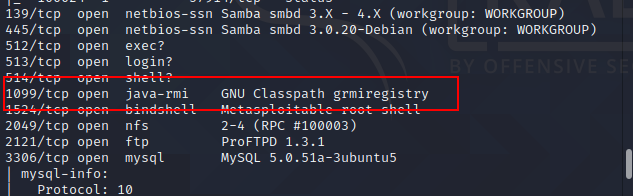 139/tcp open netbios-ssn Samba smbd 3.X - 4.X (workgroup: WORKGROUP)
445/tcp open netbios-ssn Samba smbd 3.0.20-Debian (workgroup: WORKGROUP)
512/tcp open exec?
513/tcp open login?
514/tcp open shell?
1099/tcp open java-rmi GNU Classpath grmiregistry
1524/tcp open bindshell Metasploitable root shell
2049/tcp open nfs 2-4 (RPC #100003)
2121/tcp open ftp ProFTPD 1.3.1
3306/tcp open mysql MySQL 5.0.51a-3ubuntu5
| mysql-info:
| Protocol: 10
BY OFFENSIVE SE